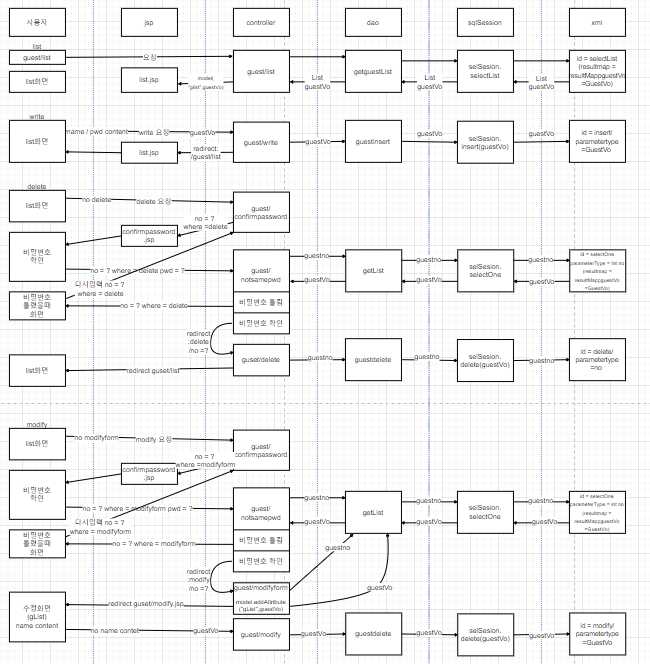 사용자
jsp
controller
dao
sqlSession
xml
list
guest/list
요청
guest/list
getguestList
selSession.
selectList
id = selectList
(resultmap =
resultMappguestVo
=GuestVo)
list화면
list.jsp
model(
"glist",guestVo)
List
guestVo
List
guestVo
List
guestVo
write
list화면
name / pwd content
write 요청
guestVo
guest/write
guestVo
guestinsert
guestVo
selSession.
insert(guestVo)
guestVo
id = insert/
parametertype
=GuestVo
list.jsp
redirect:
/guest/list
delete
list화면
no delete
delete 요청
guest/
confirmpassword
no = ?
where =delete
confirmpassword
.jsp
비밀번호
확인
no = ? where = delete pwd = ?
guest/
notsamepwd
guestno
guestVo
getList
guestno
guestVo
selSession.
selectOne
guestno
guestVo
id = selectOne
parameterType = int no
(resultmap =
resultMappguestVo
=GuestVo)
다시입력 no = ?
where = delete
비밀번호
틀렸을때
화면
no = ? where = delete
비밀번호 틀림
비밀번호 확인
redirect
:delete
/no =?
guset/delete
guestno
guestdelete
guestno
selSession.
delete(guestVo)
guestno
id = delete/
parametertype
=no
list화면
redirect guset/list
modify
list화면
no modifyform
modify 요청
guest/
confirmpassword
no = ?
where =modifyform
confirmpassword
.jsp
비밀번호
확인
no = ? where = modifyform pwd = ?
guest/
notsamepwd
guestno
guestVo
getList
guestno
guestVo
selSession.
selectOne
guestno
guestVo
id = selectOne
parameterType = int no
(resultmap =
resultMappguestVo
=GuestVo)
다시입력 no = ?
where = modifyform
비밀번호
틀렸을때
화면
no = ? where = modifyform
비밀번호 틀림
guestno
비밀번호 확인
redirect
:modify
/no =?
guest/modifyform
guestVo
수정화면
(gList)
name content
redirect guset/modify.jsp
model.addAttribute
("gList",guestVo)
no name contet
guestVo
guest/modify
guestVo
guestdelete
guestVo
selSession.
delete(guestVo)
guestVo
id = modify/
parametertype
=GuestVo